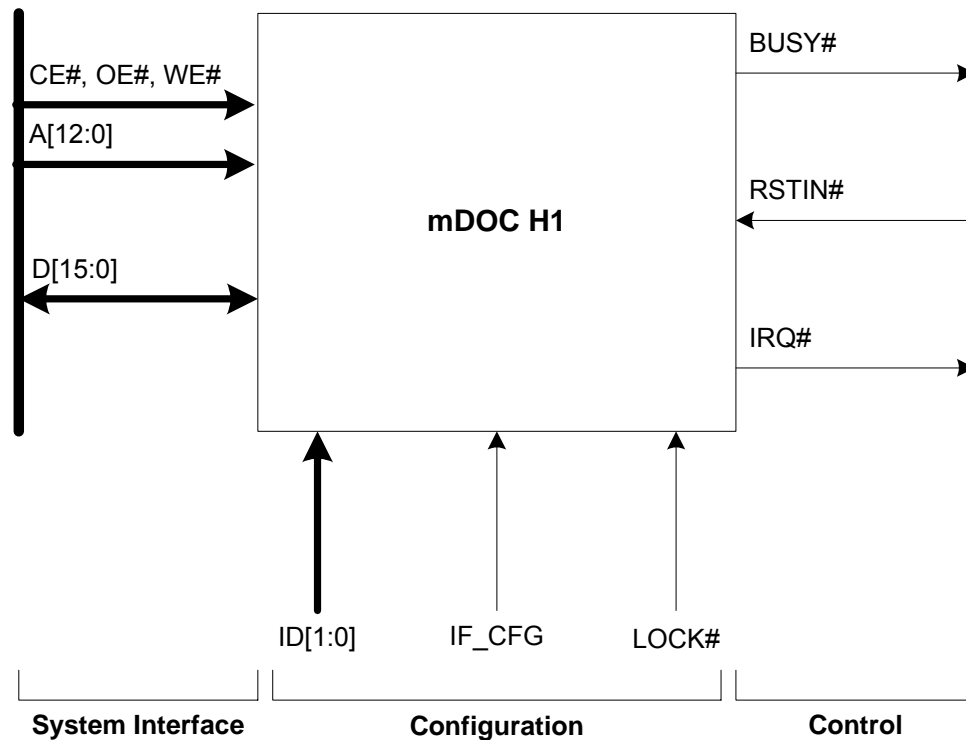 BUSY#
CE#, OE#, WE#
A[12:0]
RSTIN#
mDOC H1
D[15:0]
IRQ#
ID[1:0]
IF_CFG
LOCK#
System Interface
Configuration
Control